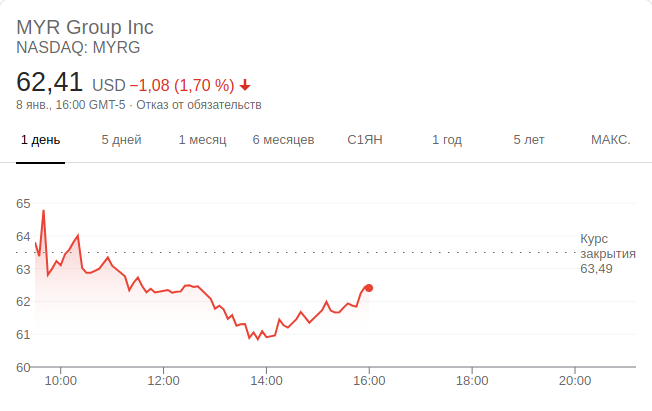 MYR Group Inc
NASDAQ: MYRG
62,41 USD −1,08 (1,70 %)
8 янв., 16:00 GMT-5 · Отказ от обязательств
1 день 5 дней 1 месяц 6 месяцев С1ЯН 1 год 5 лет МАКС.
65
64
63
62
61
60
Курс
закрытия
63,49
10:00 12:00 14:00 16:00 18:00 20:00